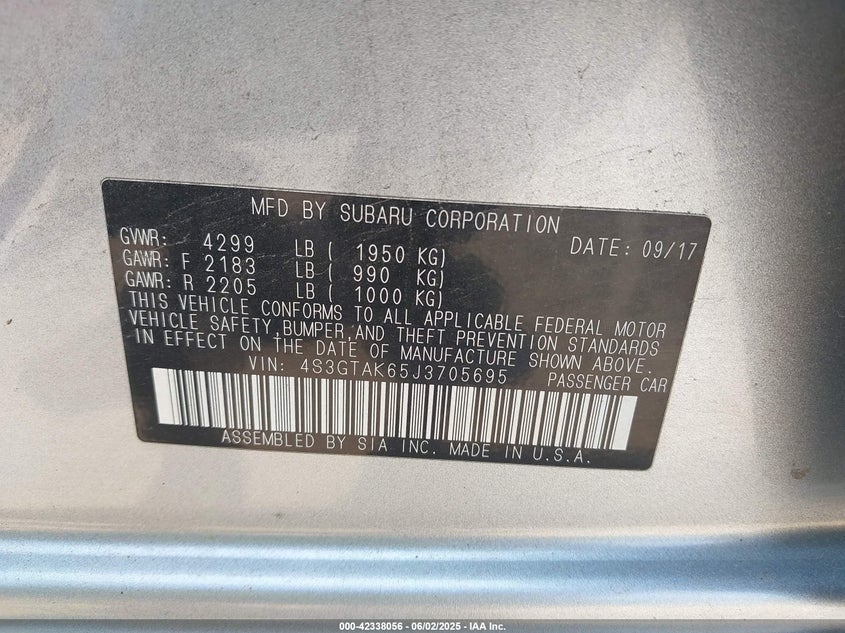 MFD BY SUBARU CORPORATION DATE: 09/17
GVWR: 4299 LB ( 1950 KG)
GAWR: F 2183 LB ( 990 KG)
GAWR: R 2205 LB ( 1000 KG)
THIS VEHICLE CONFORMS TO ALL APPLICABLE FEDERAL MOTOR
VEHICLE SAFETY,BUMPER,AND THEFT PREVENTION STANDARDS
IN EFFECT ON THE DATE OF MANUFACTURE SHOWN ABOVE.
VIN: 4S3GTAK65J3705695 PASSENGER CAR
ASSEMBLED BY SIA INC. MADE IN U.S.A.
000-42338056 - 06/02/2025 - IAA Inc.